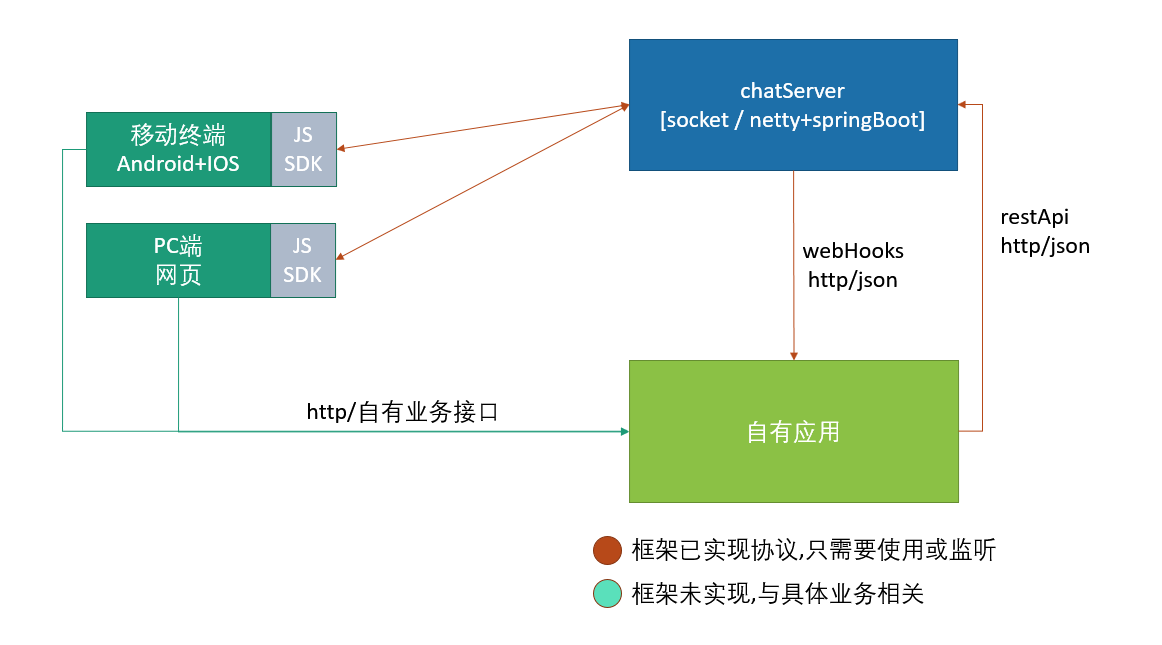 chatServer
[socket / netty+springBoot]
移动终端
Android+IOS
JS
SDK
PC端
网页
JS
SDK
restApi
http/json
webHooks
http/json
http/自有业务接口
自有应用
框架已实现协议,只需要使用或监听
框架未实现,与具体业务相关